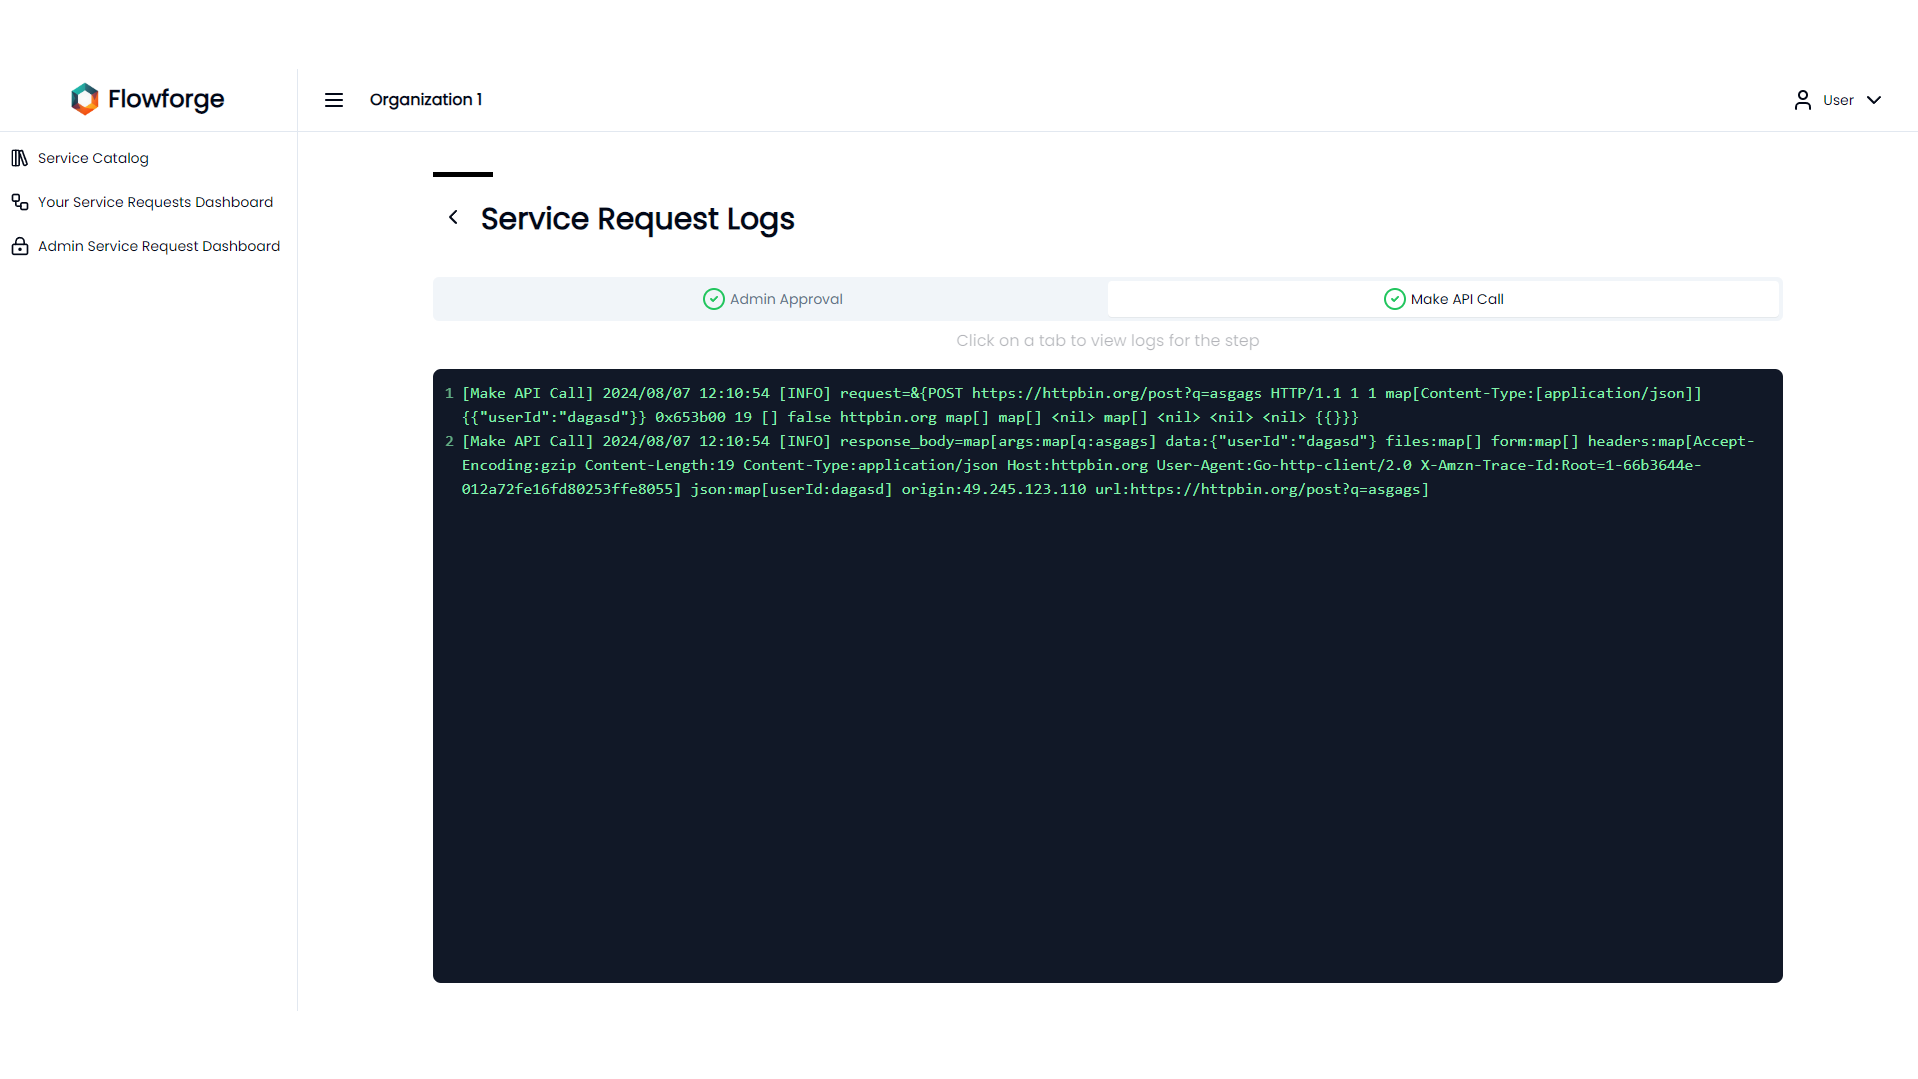 Flowforge
Organization 1
User
Service Catalog
Your Service Requests Dashboard
Admin Service Request Dashboard
Service Request Logs
Admin Approval
Make API Call
Click on a tab to view logs for the step
1 [Make API Call] 2024/08/07 12:10:54 [INFO] request=&{POST https://httpbin.org/post?q=asgags HTTP/1.1 1 1 map[Content-Type:[application/json]]
{{"userId":"dagasd"}} 0x653b00 19 [] false httpbin.org map[] map[] <nil> map[] <nil> <nil> <nil> {{}}}
2 [Make API Call] 2024/08/07 12:10:54 [INFO] response_body=map[args:map[q:asgags] data:{"userId":"dagasd"} files:map[] form:map[] headers:map[Accept-
Encoding:gzip Content-Length:19 Content-Type:application/json Host:httpbin.org User-Agent:Go-http-client/2.0 X-Amzn-Trace-Id:Root=1-66b3644e-
012a72fe16fd80253ffe8055] json:map[userId:dagasd] origin:49.245.123.110 url:https://httpbin.org/post?q=asgags]